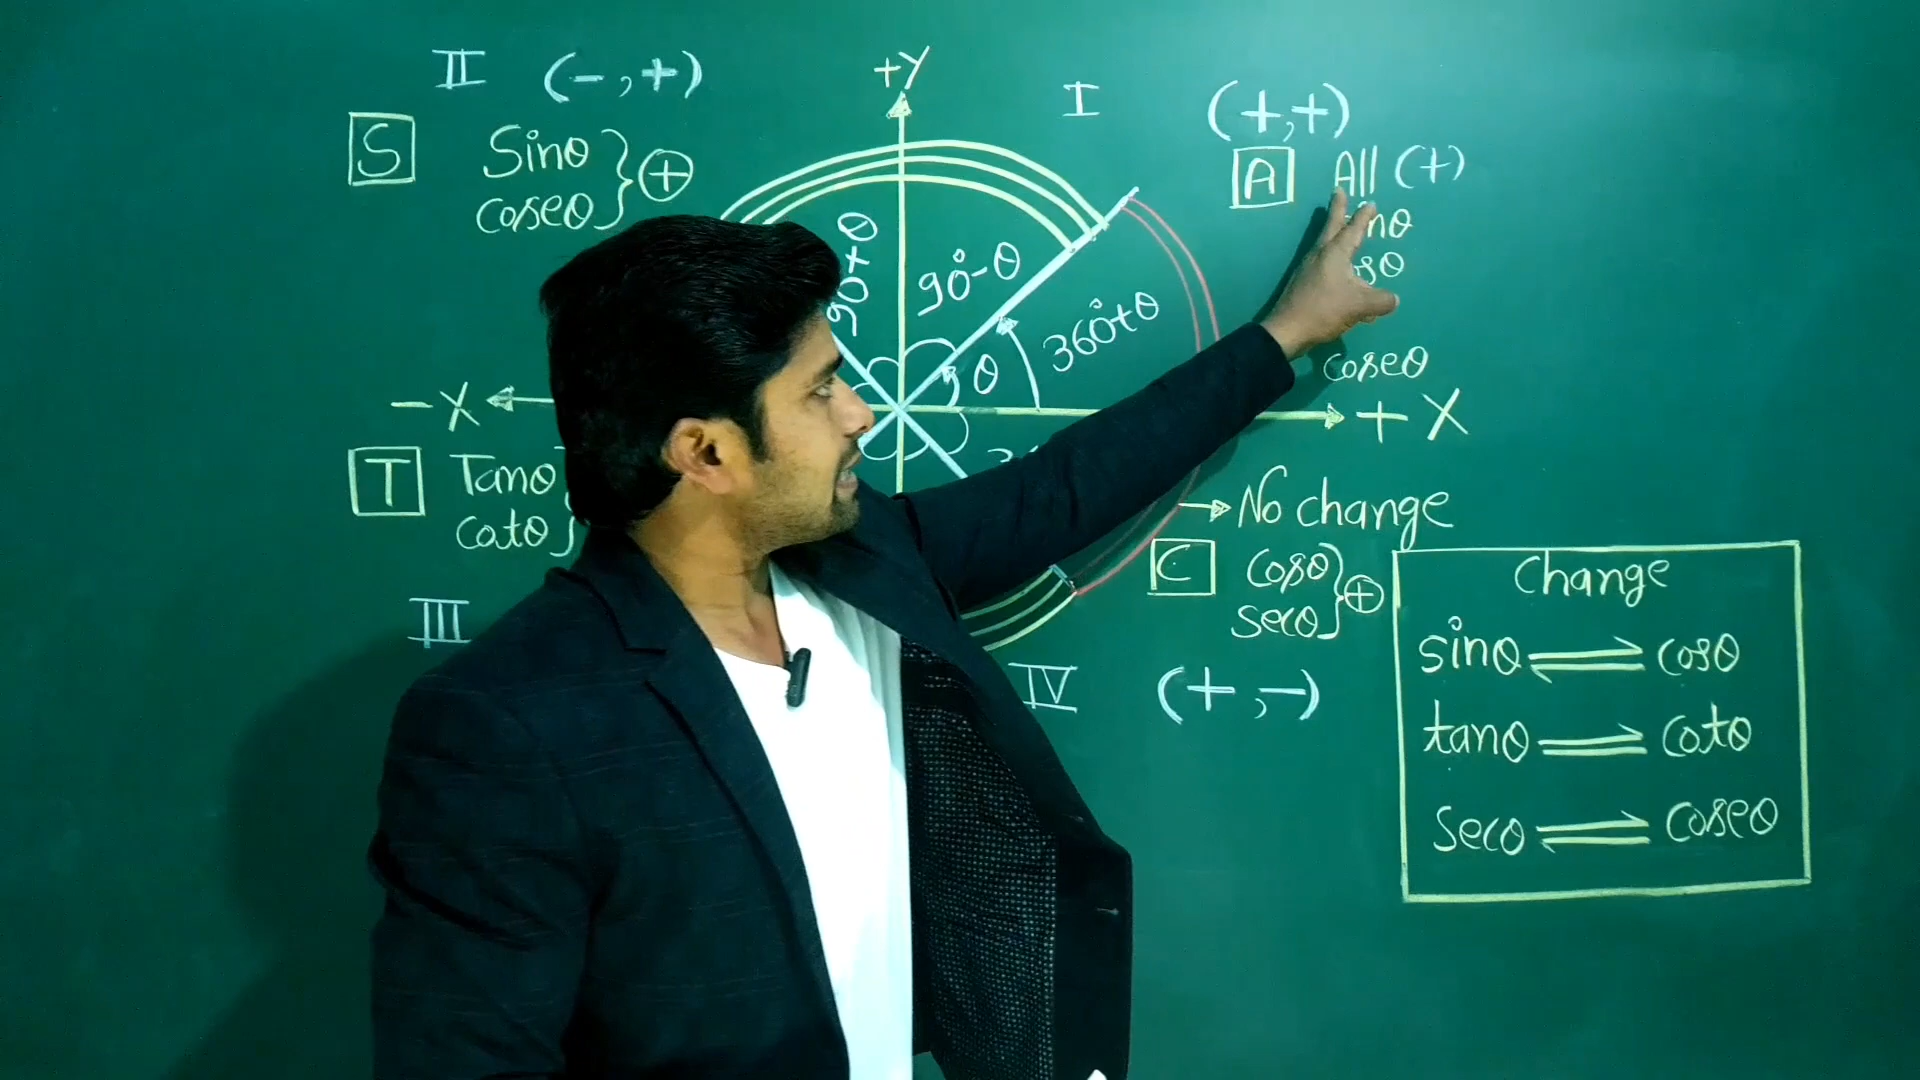 II (-,+)
S Sinθ
cosecθ } ⊕
+Y
I (+,+)
A All (+)
cosecθ
90+θ
90°-θ
θ
360°+θ
-X
+X
T Tanθ
cotθ }
III
→ No change
C cosθ
secθ } ⊕
IV (+,-)
Change
sinθ ⇌ cosθ
tanθ ⇌ cotθ
secθ ⇌ cosecθ